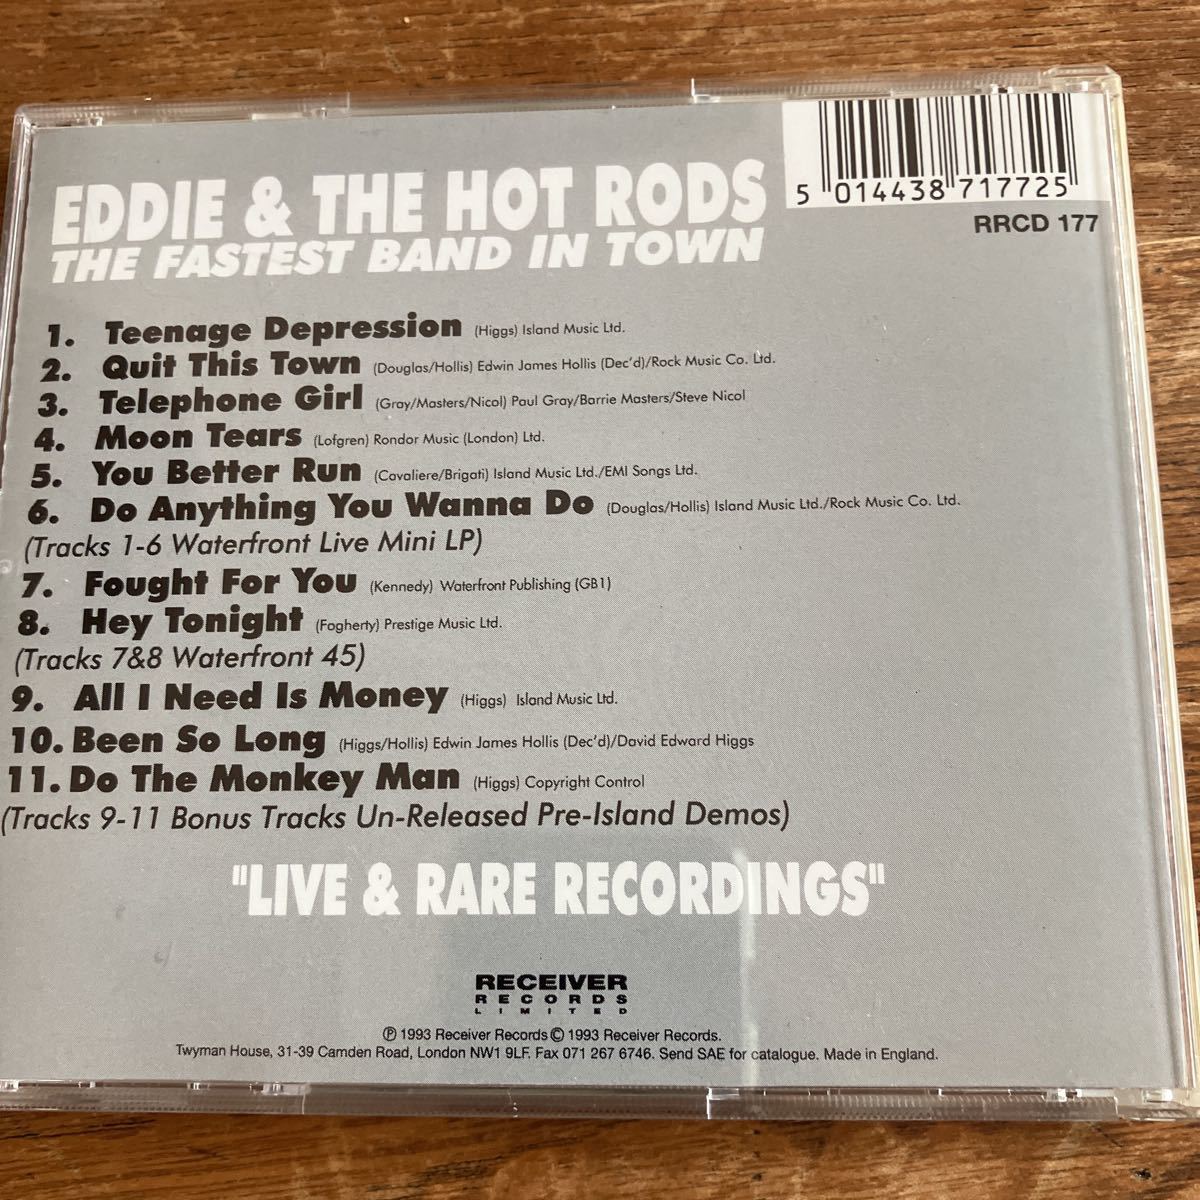 5 014438 717725
RRCD 177
EDDIE & THE HOT RODS
THE FASTEST BAND IN TOWN
1. Teenage Depression (Higgs) Island Music Ltd.
2. Quit This Town (Douglas/Hollis) Edwin James Hollis (Dec'd)/Rock Music Co. Ltd.
3. Telephone Girl (Gray/Masters/Nicol) Paul Gray/Barrie Masters/Steve Nicol
4. Moon Tears (Lofgren) Rondor Music (London) Ltd.
5. You Better Run (Cavaliere/Brigati) Island Music Ltd./EMI Songs Ltd.
6. Do Anything You Wanna Do (Douglas/Hollis) Island Music Ltd./Rock Music Co. Ltd.
(Tracks 1-6 Waterfront Live Mini LP)
7. Fought For You (Kennedy) Waterfront Publishing (GB1)
8. Hey Tonight (Fogherty) Prestige Music Ltd.
(Tracks 7&8 Waterfront 45)
9. All I Need Is Money (Higgs) Island Music Ltd.
10. Been So Long (Higgs/Hollis) Edwin James Hollis (Dec'd)/David Edward Higgs
11. Do The Monkey Man (Higgs) Copyright Control
(Tracks 9-11 Bonus Tracks Un-Released Pre-Island Demos)
"LIVE & RARE RECORDINGS"
RECEIVER
RECORDS
LIMITED
℗ 1993 Receiver Records © 1993 Receiver Records.
Twyman House, 31-39 Camden Road, London NW1 9LF. Fax 071 267 6746. Send SAE for catalogue. Made in England.